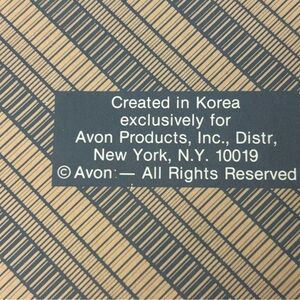 Created in Korea
exclusively for
Avon Products, Inc., Distr,
New York, N.Y. 10019
© Avon — All Rights Reserved